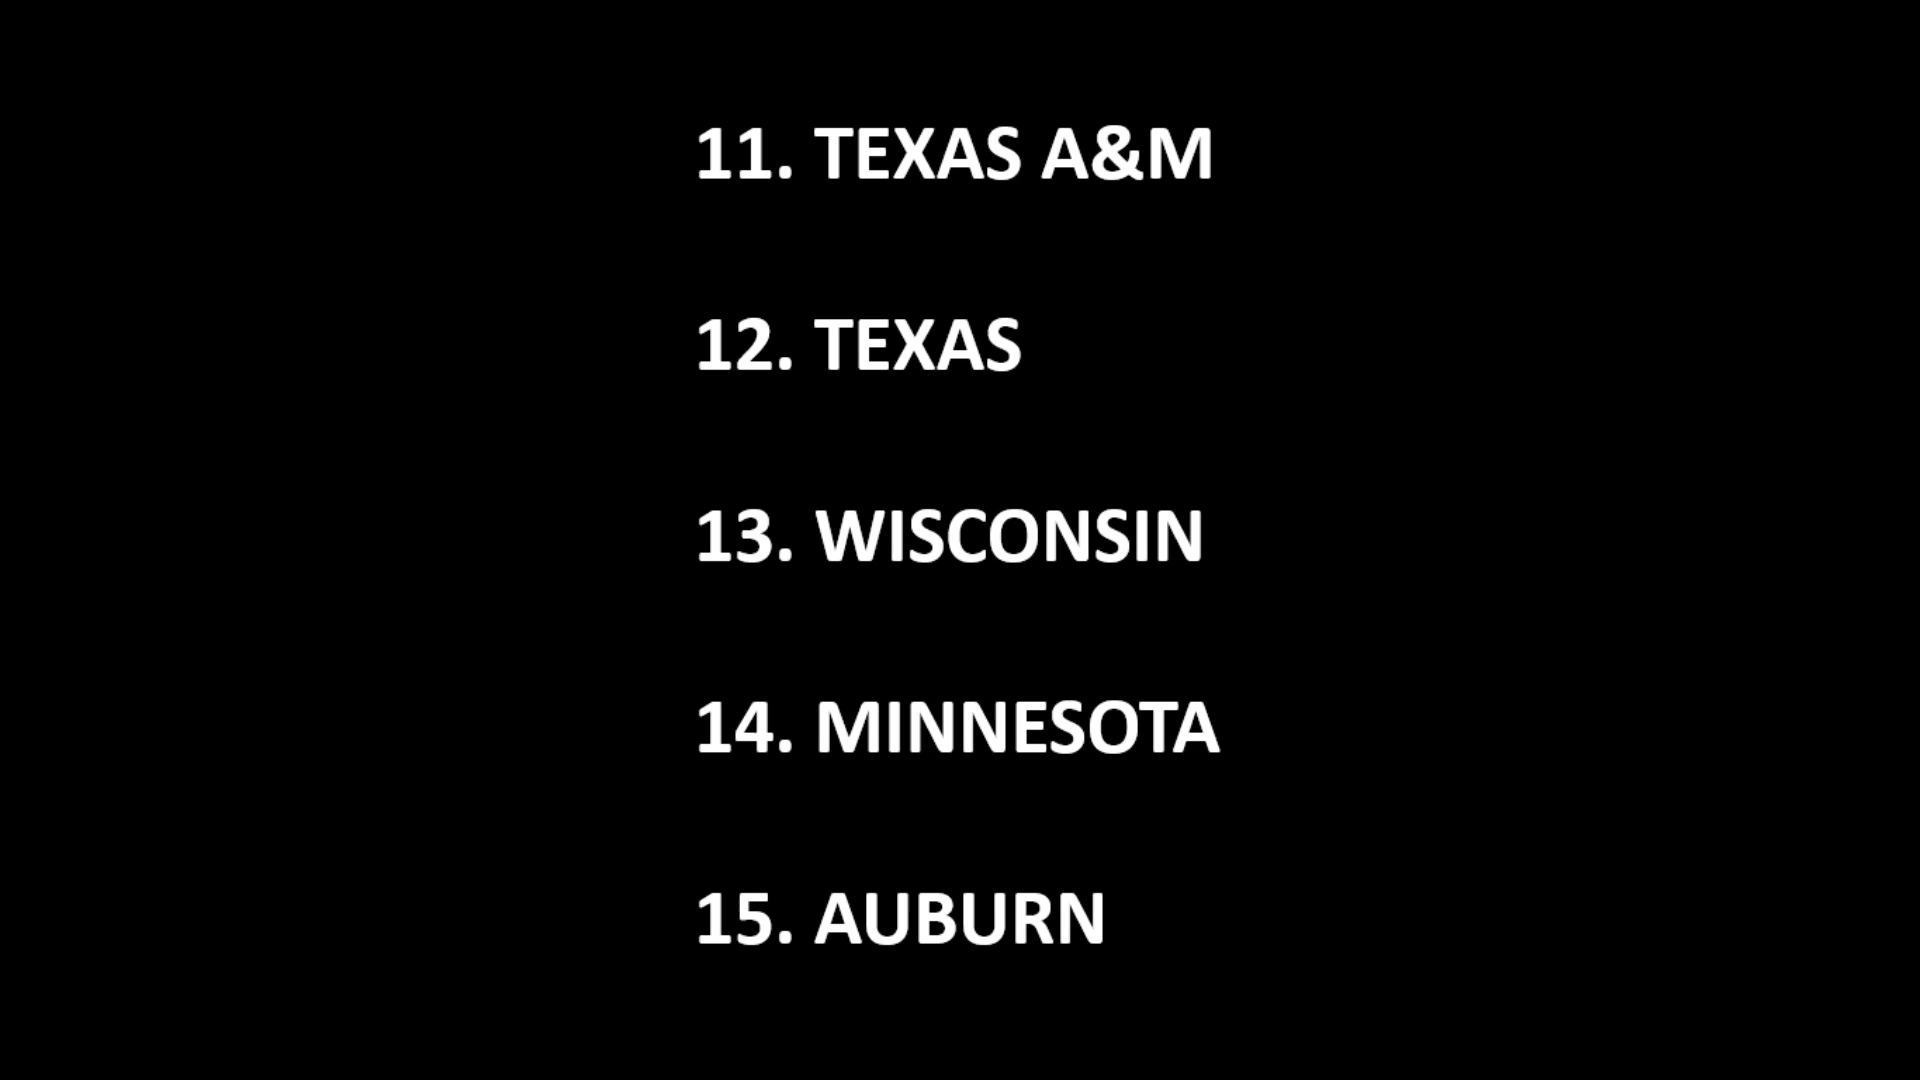 11. TEXAS A&M
12. TEXAS
13. WISCONSIN
14. MINNESOTA
15. AUBURN